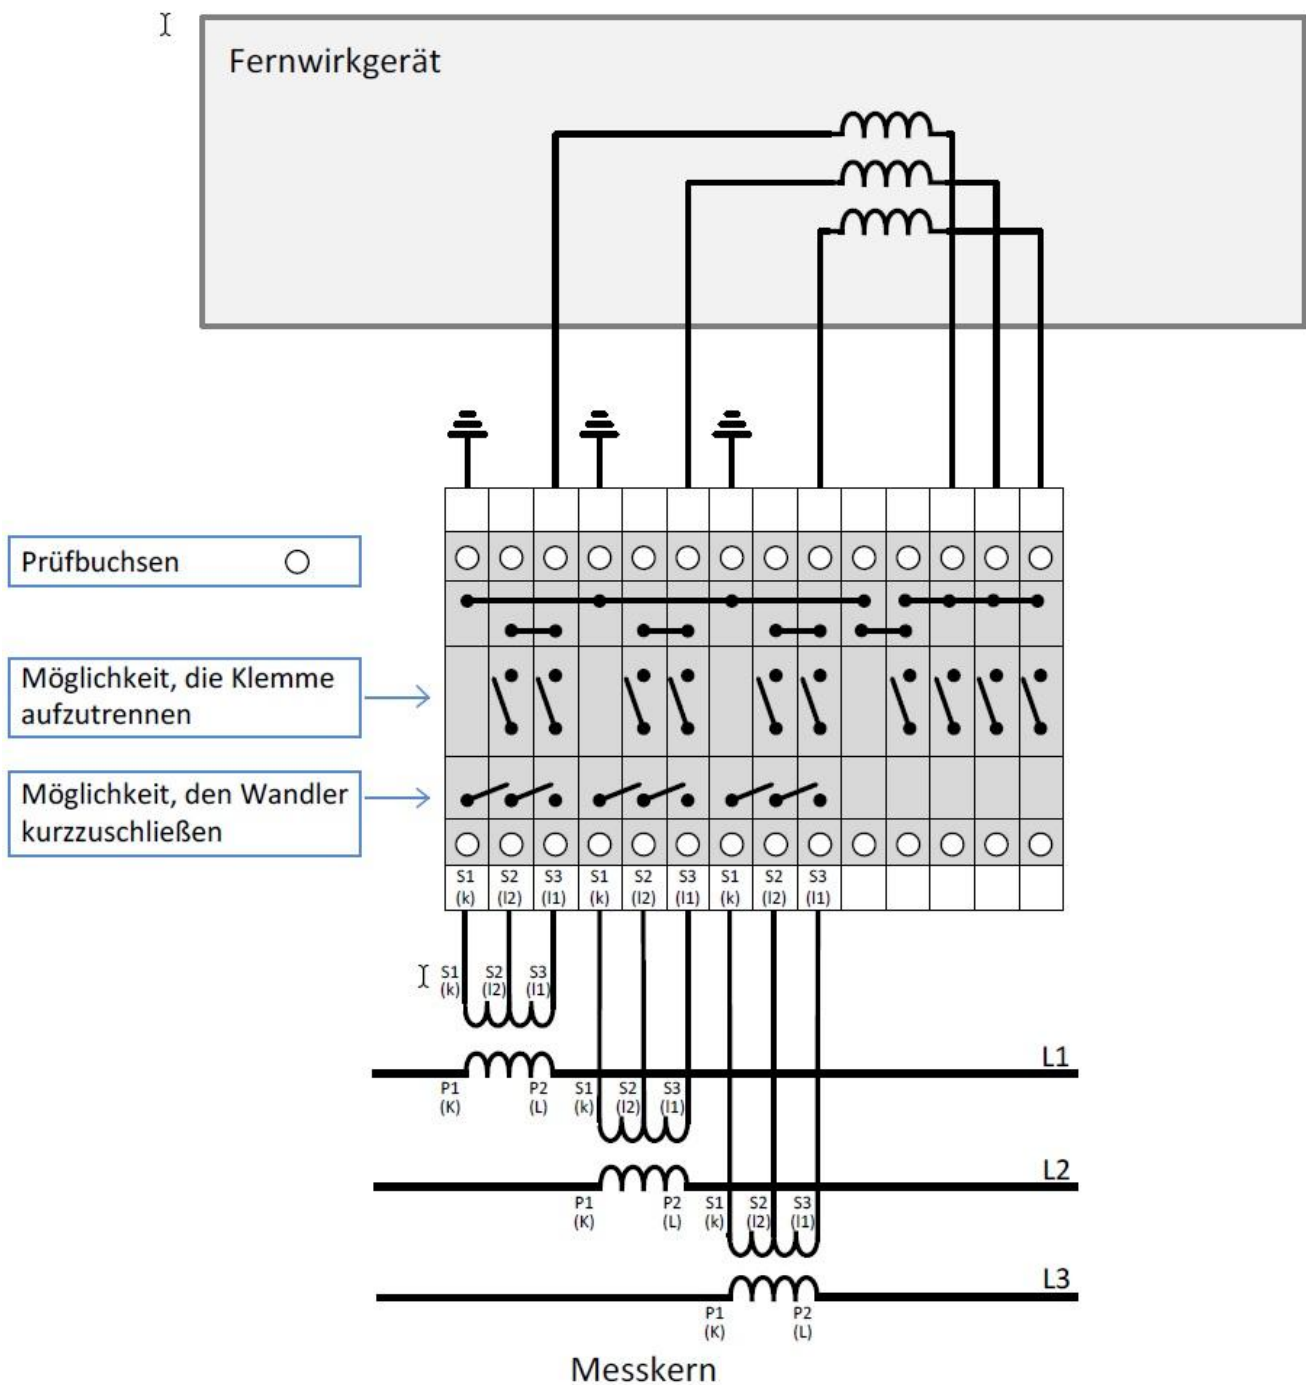 Fernwirkgerät
Prüfbuchsen
Möglichkeit, die Klemme
aufzutrennen
Möglichkeit, den Wandler
kurzzuschließen
S1 S2 S3 S1 S2 S3 S1 S2 S3
(k) (l2) (l1) (k) (l2) (l1) (k) (l2) (l1)
S1 S2 S3
(k) (l2) (l1)
L1
P1 P2 S1 S2 S3
(K) (L) (k) (l2) (l1)
L2
P1 P2 S1 S2 S3
(K) (L) (k) (l2) (l1)
L3
P1 P2
(K) (L)
Messkern